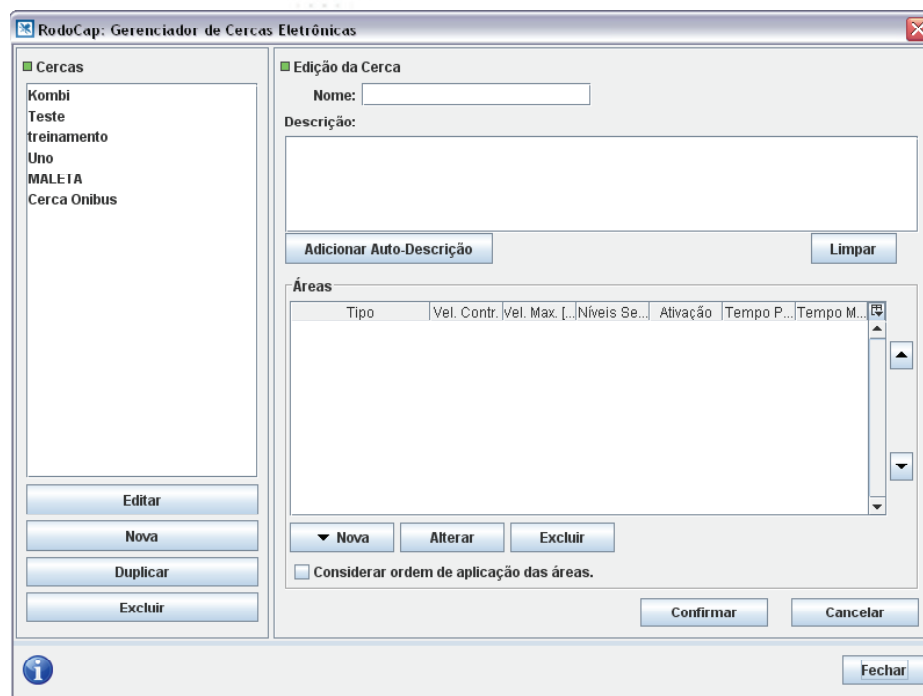 RodoCap: Gerenciador de Cercas Eletrônicas
Cercas
Kombi
Teste
treinamento
Uno
MALETA
Cerca Onibus
Editar
Nova
Duplicar
Excluir
Edição da Cerca
Nome:
Descrição:
Adicionar Auto-Descrição
Limpar
Áreas
Tipo Vel. Contr. Vel. Max. [... Níveis Se... Ativação Tempo P... Tempo M...
Nova Alterar Excluir
Considerar ordem de aplicação das áreas.
Confirmar Cancelar
Fechar